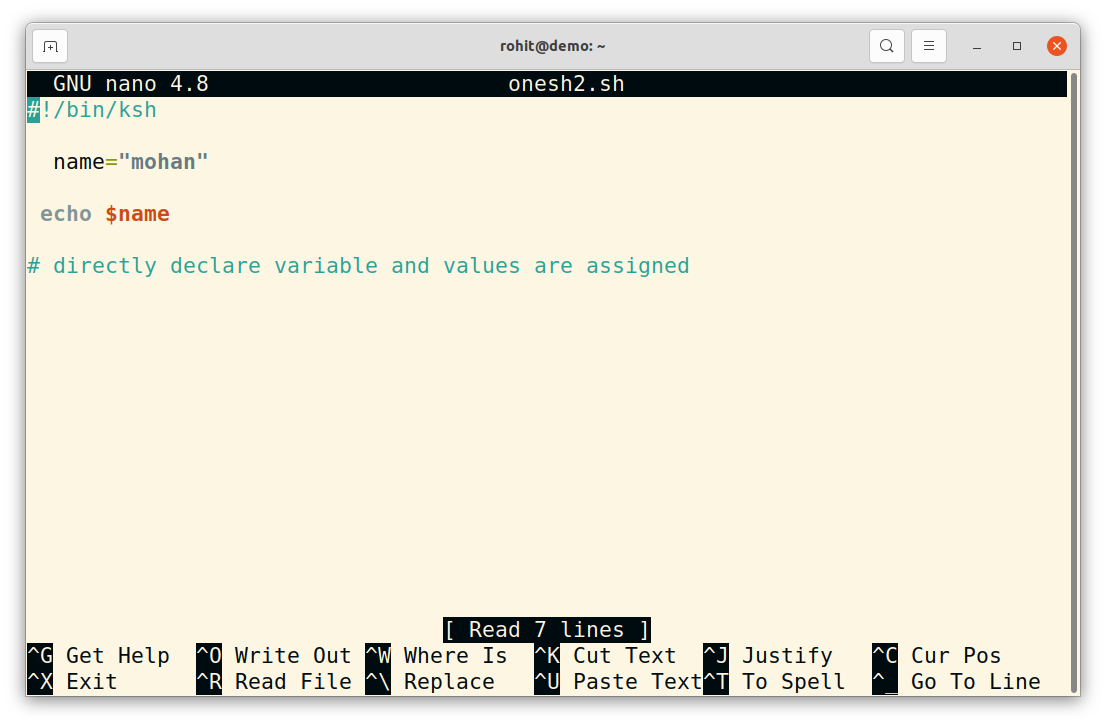 rohit@demo: ~
GNU nano 4.8 onesh2.sh
#!/bin/ksh
name="mohan"
echo $name
# directly declare variable and values are assigned
[ Read 7 lines ]
^G Get Help ^O Write Out ^W Where Is ^K Cut Text ^J Justify ^C Cur Pos
^X Exit ^R Read File ^\ Replace ^U Paste Text ^T To Spell ^_ Go To Line